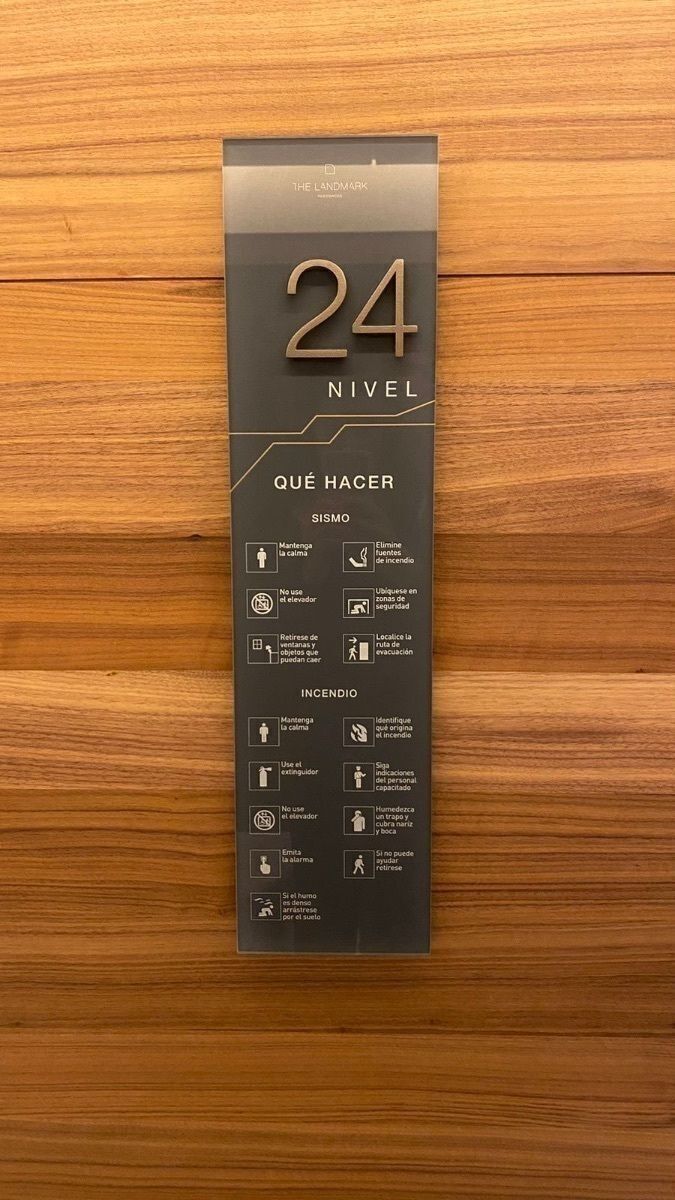 THE LANDMARK
24
NIVEL
QUÉ HACER
SISMO
Mantenga
la calma
Elimine
fuentes
de incendio
No use
el elevador
Ubíquese en
zonas de
seguridad
Retírese de
ventanas y
objetos que
puedan caer
Localice la
ruta de
evacuación
INCENDIO
Mantenga
la calma
Identifique
qué origina
el incendio
Use el
extinguidor
Siga
indicaciones
del personal
capacitado
No use
el elevador
Humedezca
un trapo y
cubra naríz
y boca
Emita
la alarma
Si no puede
ayudar
retírese
Si el humo
es denso
arrástrese
por el suelo